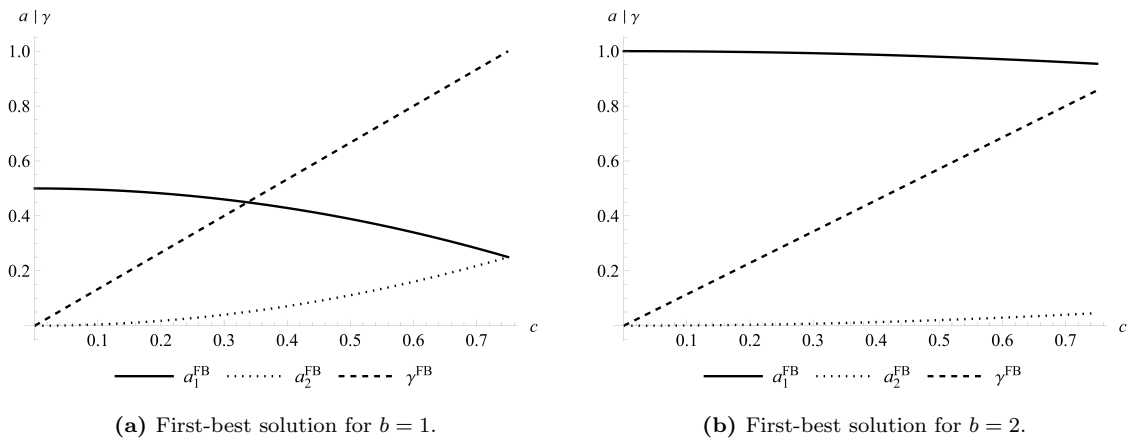 a | γ
1.0
0.8
0.6
0.4
0.2
0.1 0.2 0.3 0.4 0.5 0.6 0.7 c
a₁^FB a₂^FB γ^FB
(a) First-best solution for b = 1.
a | γ
1.0
0.8
0.6
0.4
0.2
0.1 0.2 0.3 0.4 0.5 0.6 0.7 c
a₁^FB a₂^FB γ^FB
(b) First-best solution for b = 2.